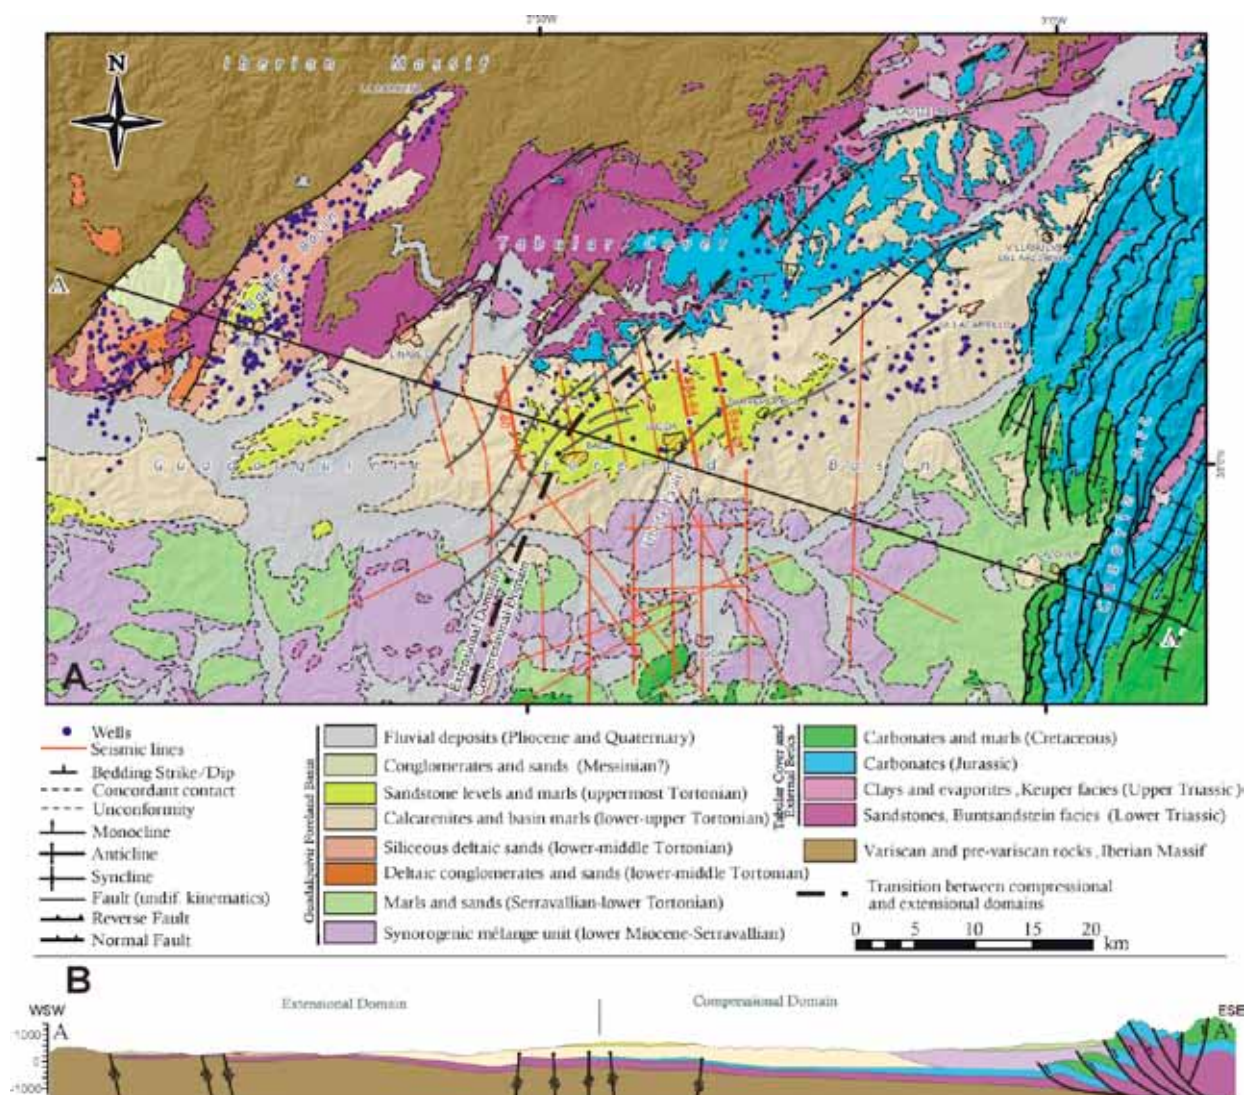 2°50'W
3°0'W
N
Iberian Massif
Tabular Cover
A
Guadalquivir Foreland Basin
Extensional Domain
Compressional Domain
A'
A
Wells
Seismic lines
Bedding Strike/Dip
Concordant contact
Unconformity
Monocline
Anticline
Syncline
Fault (undif. kinematics)
Reverse Fault
Normal Fault
Guadalquivir Foreland Basin
Fluvial deposits (Pliocene and Quaternary)
Conglomerates and sands (Messinian?)
Sandstone levels and marls (uppermost Tortonian)
Calcarenites and basin marls (lower-upper Tortonian)
Siliceous deltaic sands (lower-middle Tortonian)
Deltaic conglomerates and sands (lower-middle Tortonian)
Marls and sands (Serravallian-lower Tortonian)
Synorogenic mélange unit (lower Miocene-Serravallian)
Tabular Cover and
External Betics
Carbonates and marls (Cretaceous)
Carbonates (Jurassic)
Clays and evaporites, Keuper facies (Upper Triassic)
Sandstones, Buntsandstein facies (Lower Triassic)
Variscan and pre-variscan rocks, Iberian Massif
Transition between compressional
and extensional domains
0 5 10 15 20
km
B
WSW
Extensional Domain
Compensional Domain
ESE
1000
0
-1000
A
A'